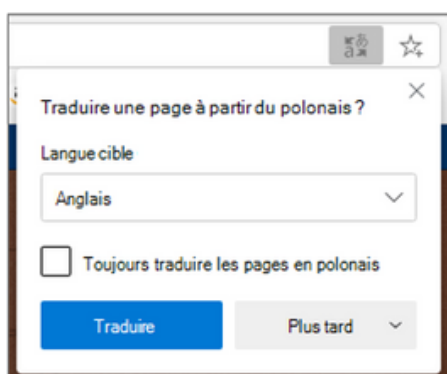 Traduire une page à partir du polonais ?
Langue cible
Anglais
Toujours traduire les pages en polonais
Traduire
Plus tard